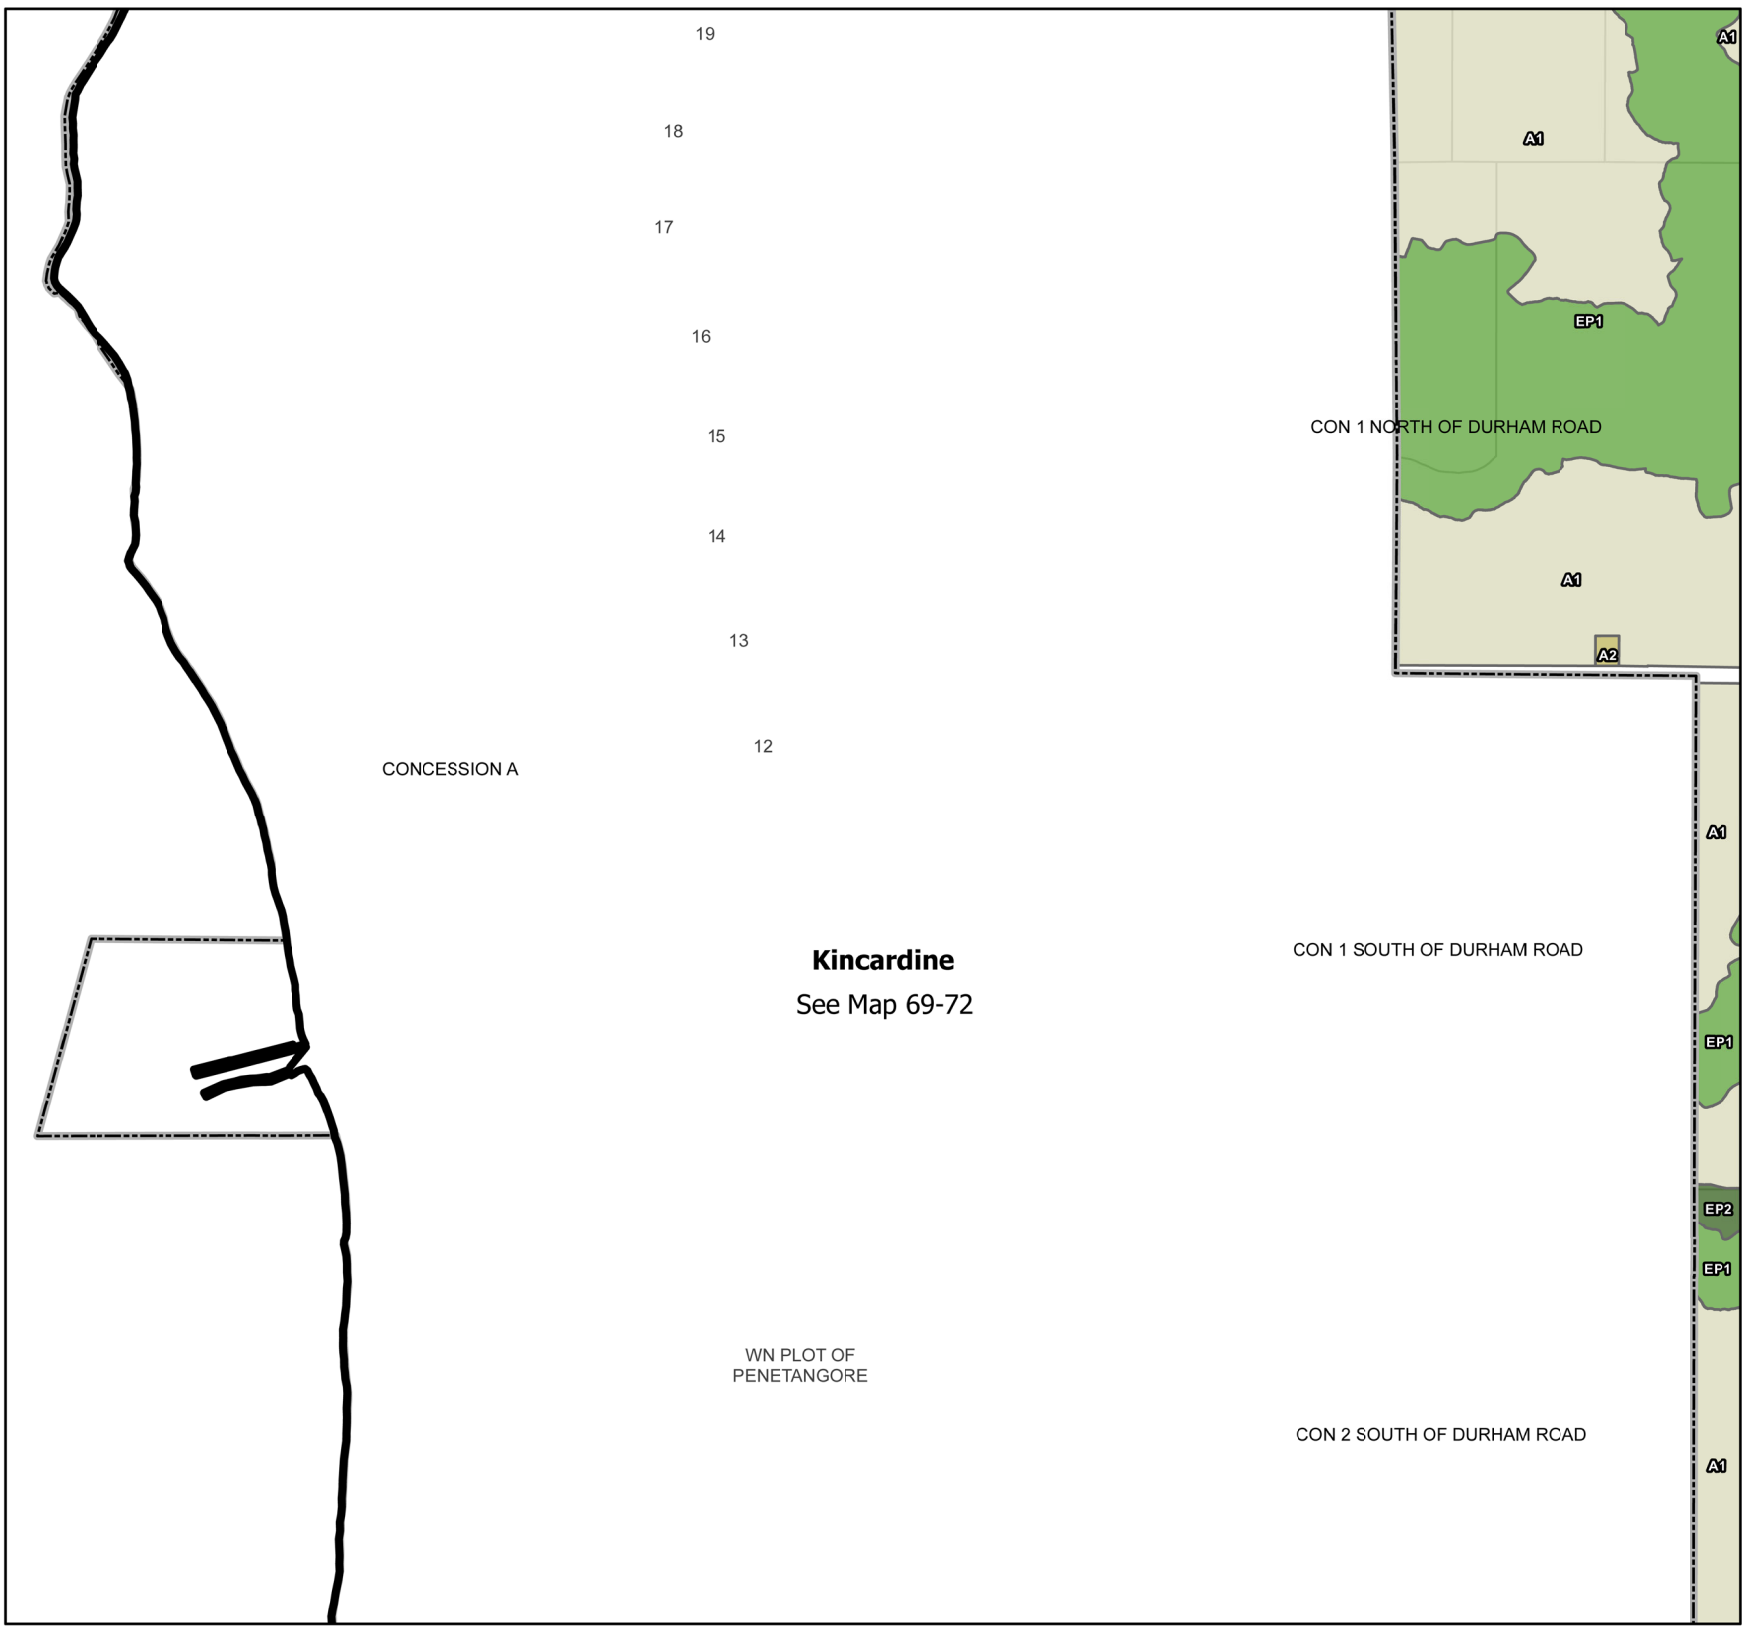 19
A1
18
A1
17
EP1
16
CON 1 NORTH OF DURHAM ROAD
15
14
A1
13
A2
12
CONCESSION A
A1
CON 1 SOUTH OF DURHAM ROAD
Kincardine
See Map 69-72
EP1
EP2
EP1
WN PLOT OF
PENETANGORE
CON 2 SOUTH OF DURHAM ROAD
A1